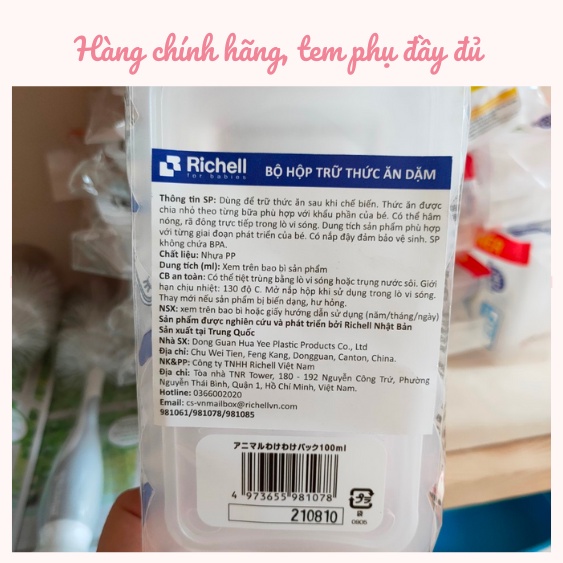 Hàng chính hãng, tem phụ đầy đủ
Richell
for babies
BỘ HỘP TRỮ THỨC ĂN DẶM
Thông tin SP: Dùng để trữ thức ăn sau khi chế biến. Thức ăn được
chia nhỏ theo từng bữa phù hợp với khẩu phần của bé. Có thể hâm
nóng, rã đông trực tiếp trong lò vi sóng. Dung tích sản phẩm phù hợp
với từng giai đoạn phát triển của bé. Có nắp đậy đảm bảo vệ sinh. SP
không chứa BPA.
Chất liệu: Nhựa PP
Dung tích (ml): Xem trên bao bì sản phẩm
CB an toàn: Có thể tiệt trùng bằng lò vi sóng hoặc trụng nước sôi. Giới
hạn chịu nhiệt: 130 độ C. Mở nắp hộp khi sử dụng trong lò vi sóng.
Thay mới nếu sản phẩm bị biến dạng, hư hỏng.
NSX: xem trên bao bì hoặc giấy hướng dẫn sử dụng (năm/tháng/ngày)
Sản phẩm được nghiên cứu và phát triển bởi Richell Nhật Bản
Sản xuất tại Trung Quốc
Nhà SX: Dong Guan Hua Yee Plastic Products Co., Ltd
Địa chỉ: Chu Wei Tien, Feng Kang, Dongguan, Canton, China.
NK&PP: Công ty TNHH Richell Việt Nam
Địa chỉ: Tòa nhà TNR Tower, 180 - 192 Nguyễn Công Trứ, Phường
Nguyễn Thái Bình, Quận 1, Hồ Chí Minh, Việt Nam.
Hotline: 0366002020
Email: cs-vnmailbox@richellvn.com
981061/981078/981085
アニマルわけわけパック100ml
4 973655 981078
プラ
210810